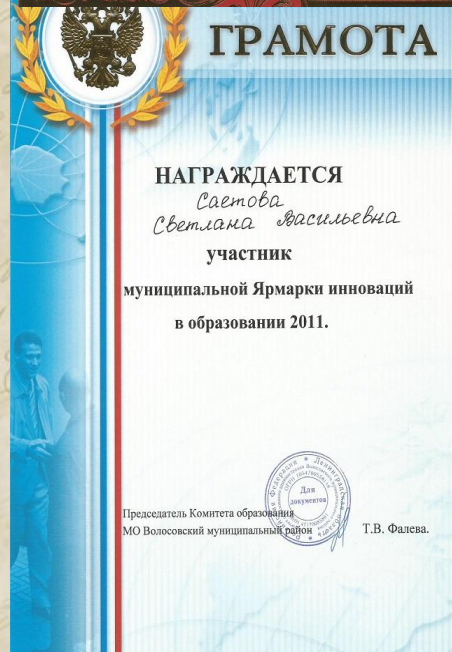 ГРАМОТА
НАГРАЖДАЕТСЯ
Саетова
Светлана Васильевна
участник
муниципальной Ярмарки инноваций
в образовании 2011.
Для
документов
Председатель Комитета образования
МО Волосовский муниципальный район
Т.В. Фалева.